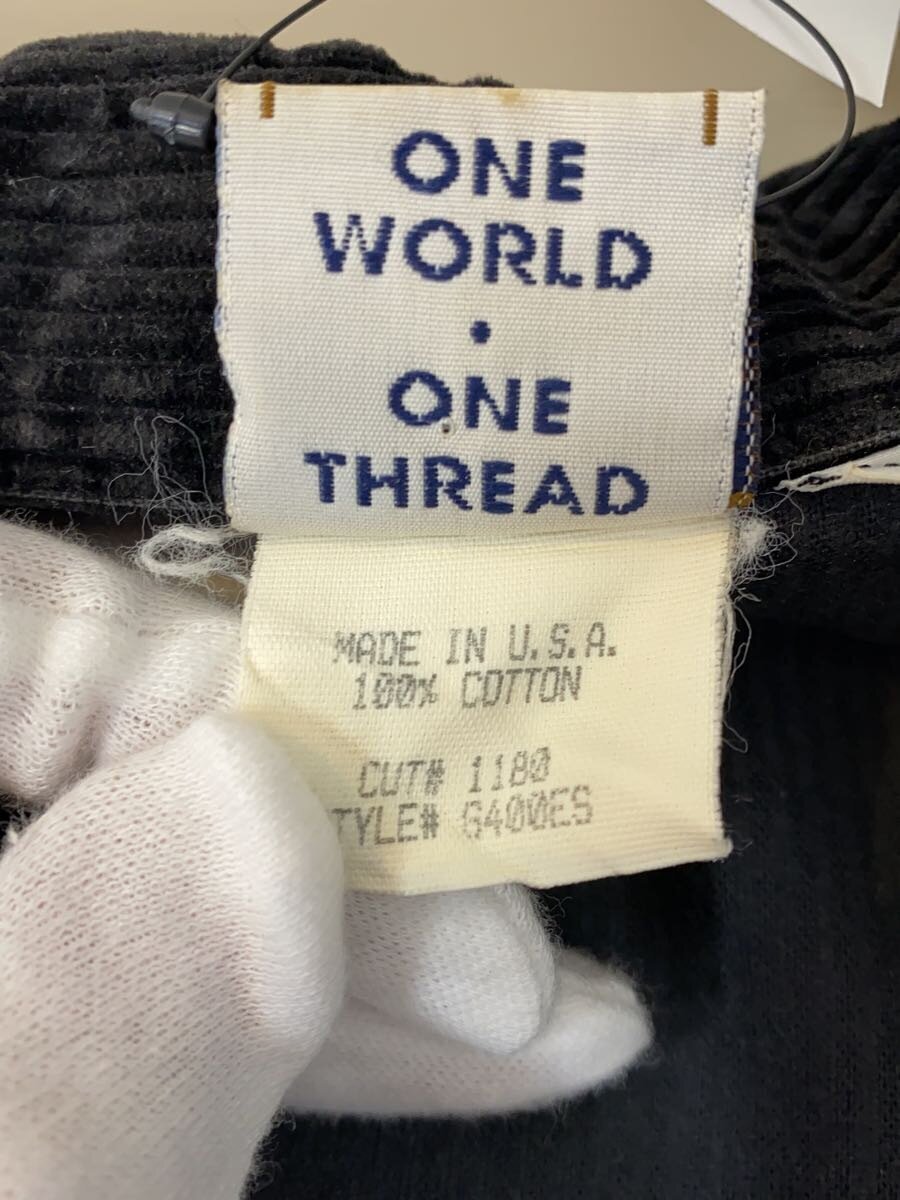 ONE
WORLD
•
ONE
THREAD
MADE IN U.S.A.
100% COTTON
CUT# 1180
TYLE# G400ES